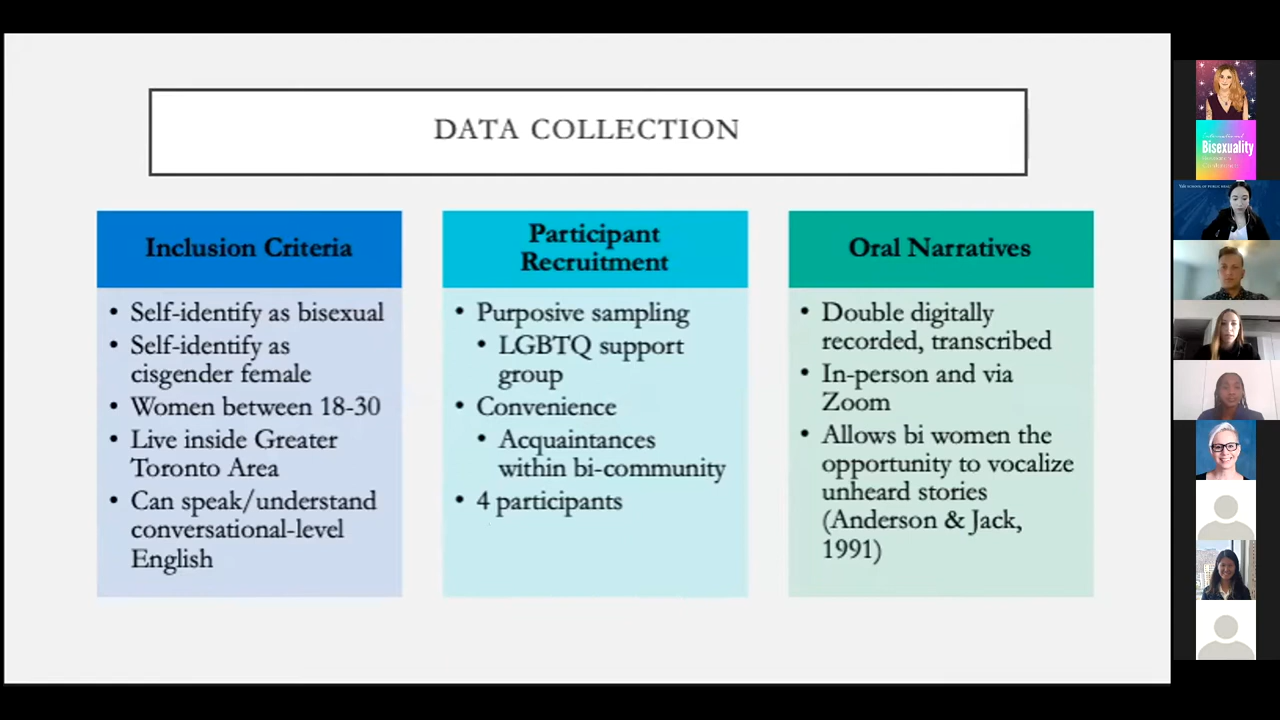 DATA COLLECTION
Inclusion Criteria
• Self-identify as bisexual
• Self-identify as
cisgender female
• Women between 18-30
• Live inside Greater
Toronto Area
• Can speak/understand
conversational-level
English
Participant
Recruitment
• Purposive sampling
• LGBTQ support
group
• Convenience
• Acquaintances
within bi-community
• 4 participants
Oral Narratives
• Double digitally
recorded, transcribed
• In-person and via
Zoom
• Allows bi women the
opportunity to vocalize
unheard stories
(Anderson & Jack,
1991)
Bisexuality